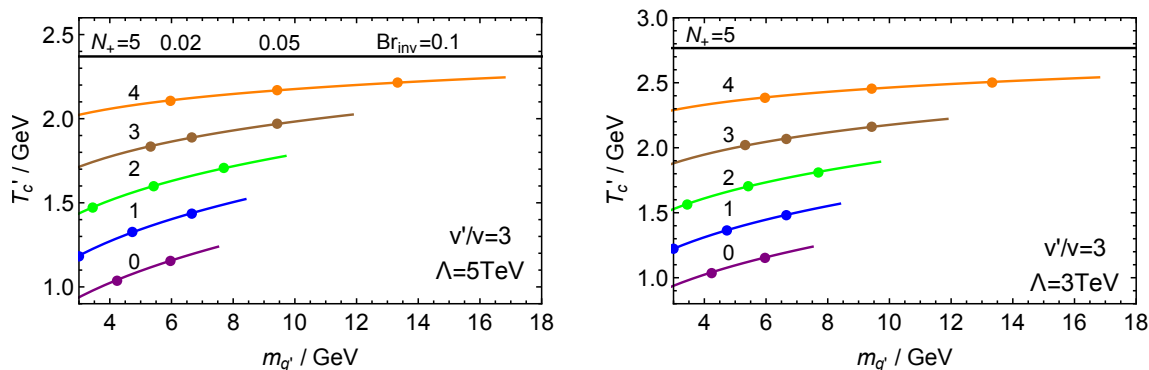 2.5
2.0
1.5
1.0
T_c' / GeV
N_+=5
0.02
0.05
Br_inv=0.1
4
3
2
1
0
v'/v=3
Λ=5TeV
4 6 8 10 12 14 16 18
m_q' / GeV
3.0
2.5
2.0
1.5
1.0
T_c' / GeV
N_+=5
4
3
2
1
0
v'/v=3
Λ=3TeV
4 6 8 10 12 14 16 18
m_q' / GeV